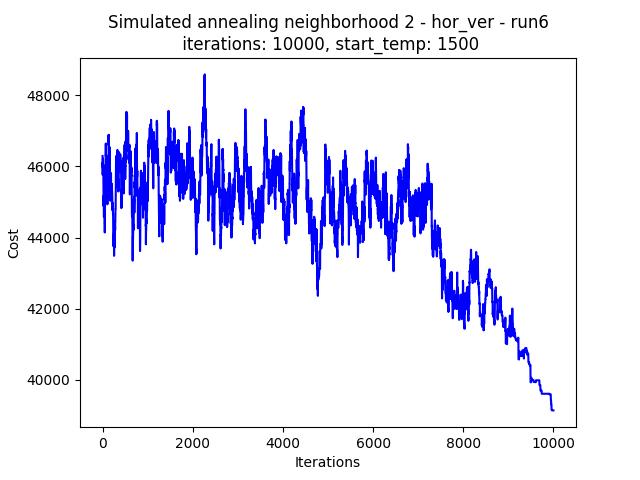 Simulated annealing neighborhood 2 - hor_ver - run6
iterations: 10000, start_temp: 1500
Cost
48000
46000
44000
42000
40000
0 2000 4000 6000 8000 10000
Iterations